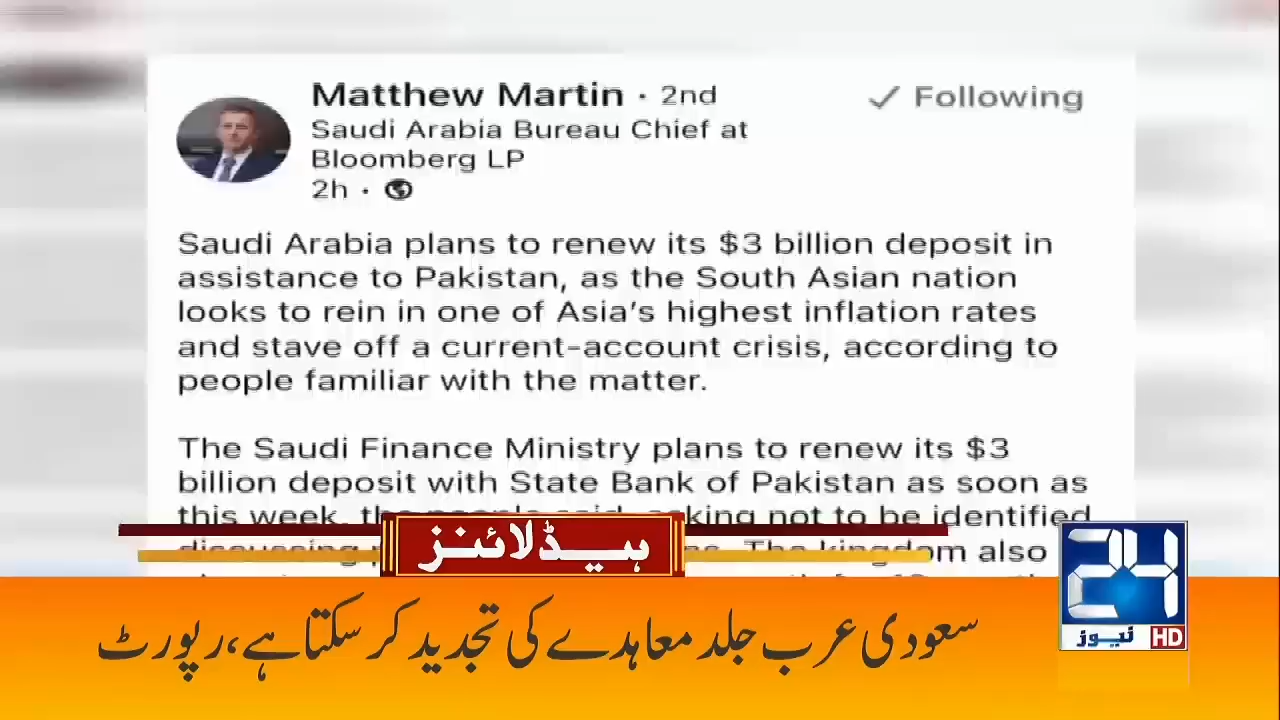 Matthew Martin · 2nd
✓ Following
Saudi Arabia Bureau Chief at
Bloomberg LP
2h ·
Saudi Arabia plans to renew its $3 billion deposit in
assistance to Pakistan, as the South Asian nation
looks to rein in one of Asia's highest inflation rates
and stave off a current-account crisis, according to
people familiar with the matter.
The Saudi Finance Ministry plans to renew its $3
billion deposit with State Bank of Pakistan as soon as
this week, the people said, asking not to be identified
discussing The kingdom also
ہیڈلائنز
سعودی عرب جلد معاہدے کی تجدید کر سکتا ہے، رپورٹ
24
نیوز HD